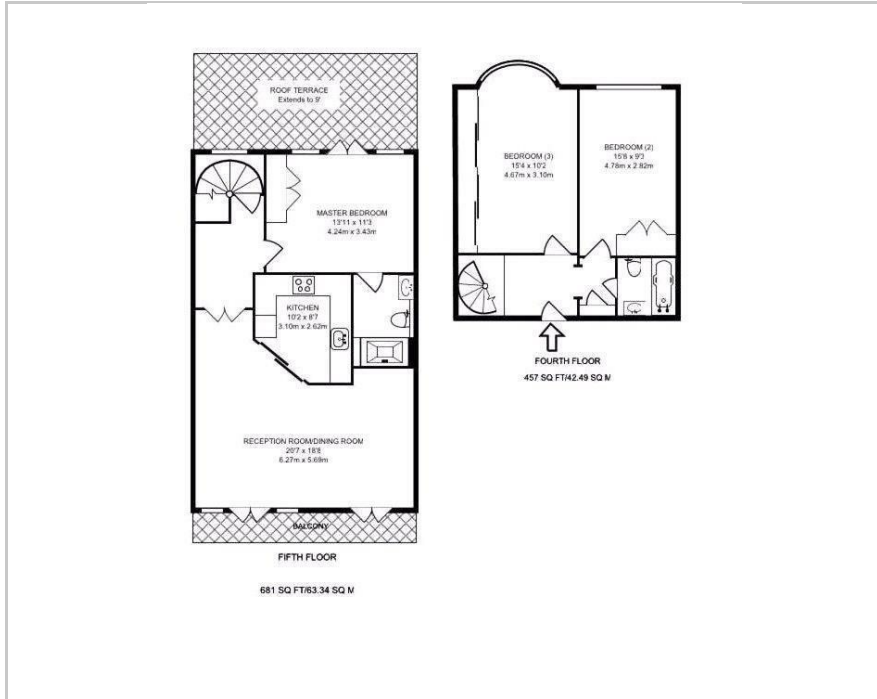 ROOF TERRACE
Extends to 9'
MASTER BEDROOM
13'11 x 11'3
4.24m x 3.43m
KITCHEN
10'2 x 8'7
3.10m x 2.62m
RECEPTION ROOM/DINING ROOM
20'7 x 18'8
6.27m x 5.69m
BALCONY
FIFTH FLOOR
681 SQ FT/63.34 SQ M
BEDROOM (3)
15'4 x 10'2
4.67m x 3.10m
BEDROOM (2)
15'8 x 9'3
4.78m x 2.82m
FOURTH FLOOR
457 SQ FT/42.49 SQ M